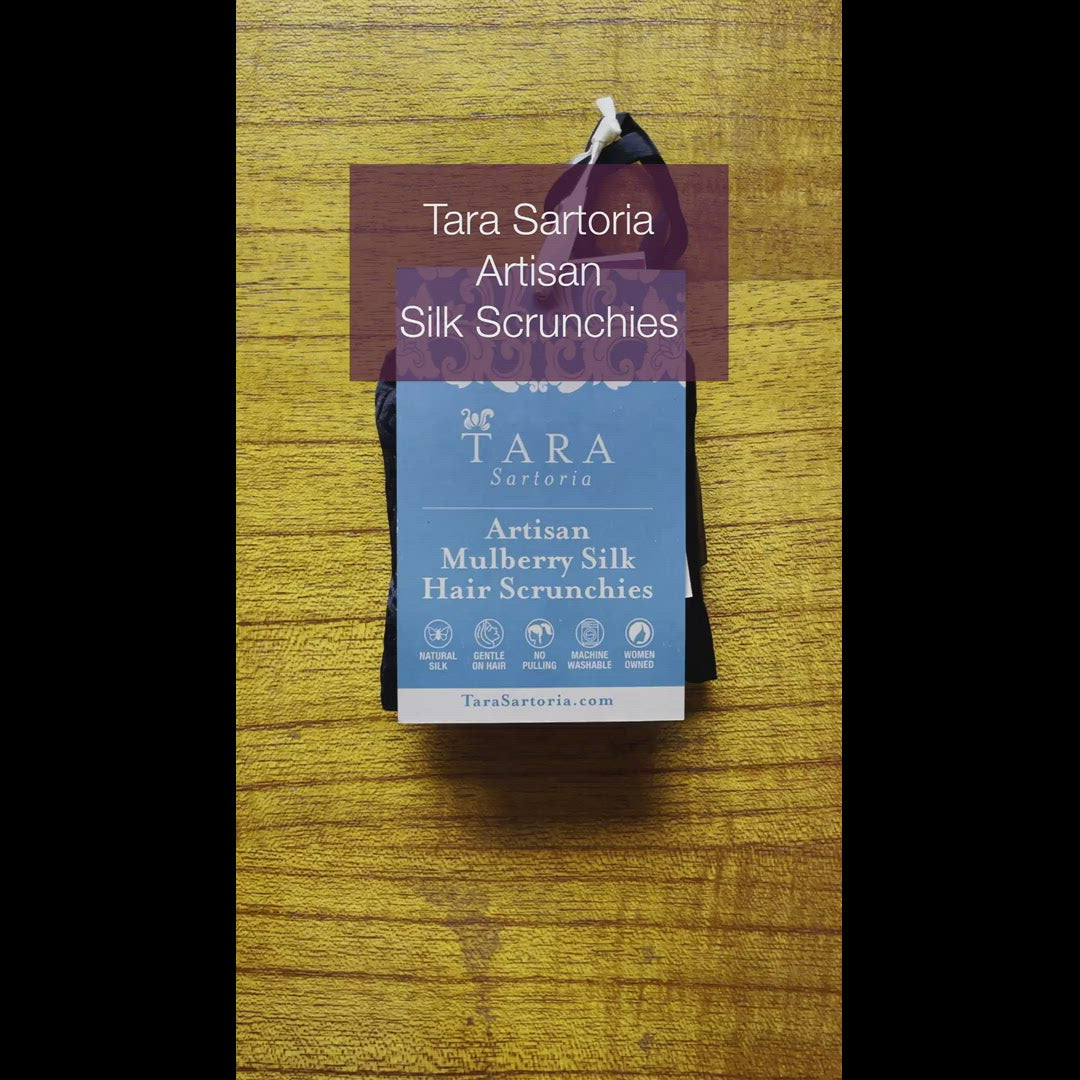 Tara Sartoria
Artisan
Silk Scrunchies
TARA
Sartoria
Artisan
Mulberry Silk
Hair Scrunchies
NATURAL SILK
GENTLE ON HAIR
NO PULLING
MACHINE WASHABLE
WOMEN OWNED
TaraSartoria.com